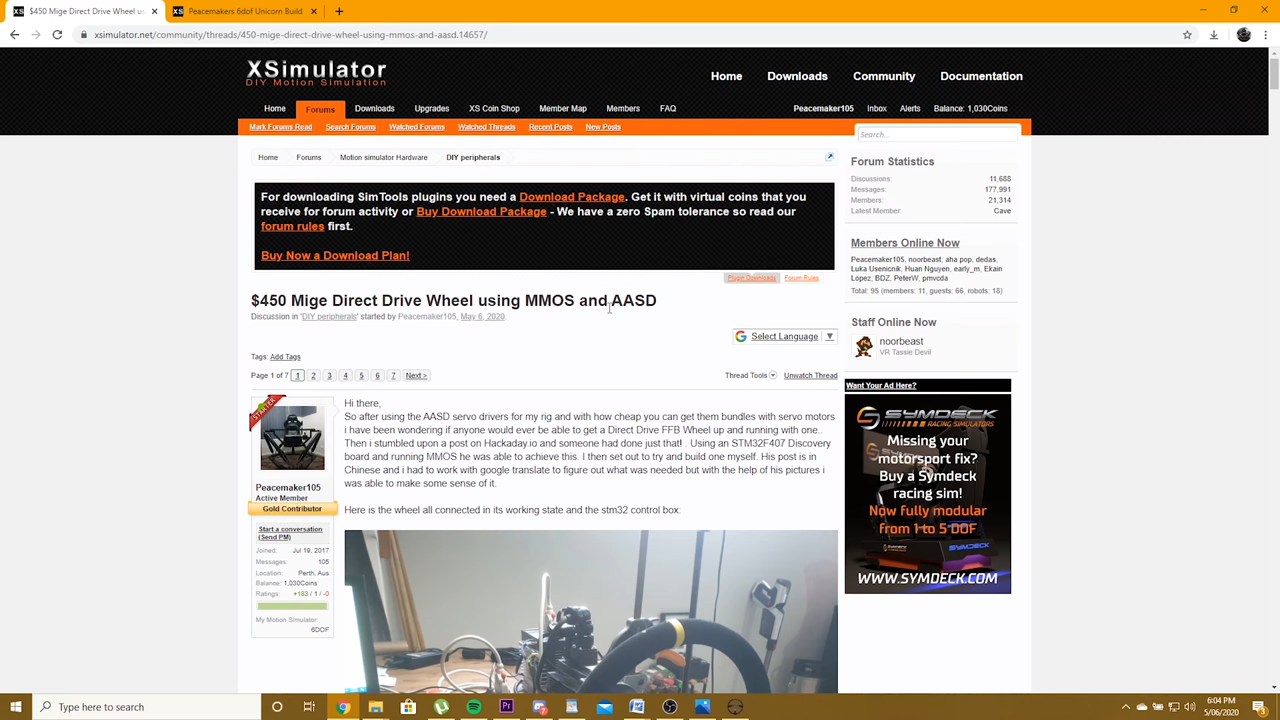 $450 Mige Direct Drive Wheel us
Peacemakers 6dof Unicorn Build
xsimulator.net/community/threads/450-mige-direct-drive-wheel-using-mmos-and-aasd.14657/
XSimulator
DIY Motion Simulation
Home
Downloads
Community
Documentation
Home
Forums
Downloads
Upgrades
XS Coin Shop
Member Map
Members
FAQ
Peacemaker105
Inbox
Alerts
Balance: 1,030Coins
Mark Forums Read
Search Forums
Watched Forums
Watched Threads
Recent Posts
New Posts
Search...
Home
Forums
Motion simulator Hardware
DIY peripherals
For downloading SimTools plugins you need a Download Package. Get it with virtual coins that you
receive for forum activity or Buy Download Package - We have a zero Spam tolerance so read our
forum rules first.
Buy Now a Download Plan!
Plugin Downloads
Forum Rules
$450 Mige Direct Drive Wheel using MMOS and AASD
Discussion in 'DIY peripherals' started by Peacemaker105, May 6, 2020.
Select Language
Tags: Add Tags
Page 1 of 7
1
2
3
4
5
6
7
Next >
Thread Tools
Unwatch Thread
STARTER
Peacemaker105
Active Member
Gold Contributor
Start a conversation
(Send PM)
Joined: Jul 19, 2017
Messages: 105
Location: Perth, Aus
Balance: 1,030Coins
Ratings: +183 / 1 / -0
My Motion Simulator:
6DOF
Hi there,
So after using the AASD servo drivers for my rig and with how cheap you can get them bundles with servo motors
i have been wondering if anyone would ever be able to get a Direct Drive FFB Wheel up and running with one..
Then i stumbled upon a post on Hackaday.io and someone had done just that! . Using an STM32F407 Discovery
board and running MMOS he was able to achieve this. I then set out to try and build one myself. His post is in
Chinese and i had to work with google translate to figure out what was needed but with the help of his pictures i
was able to make some sense of it.
Here is the wheel all connected in its working state and the stm32 control box:
Forum Statistics
Discussions: 11,688
Messages: 177,991
Members: 21,314
Latest Member: Cave
Members Online Now
Peacemaker105, noorbeast, aha pop, dedas,
Luka Usenicnik, Huan Nguyen, early_m, Ekain
Lopez, BDZ, PeterW, pmvcda
Total: 95 (members: 11, guests: 66, robots: 18)
Staff Online Now
noorbeast
VR Tassie Devil
Want Your Ad Here?
SYMDECK
RACING SIMULATORS
Missing your
motorsport fix?
Buy a Symdeck
racing sim!
Now fully modular
from 1 to 5 DOF
SYMDECK
WWW.SYMDECK.COM
Type here to search
6:04 PM
5/06/2020